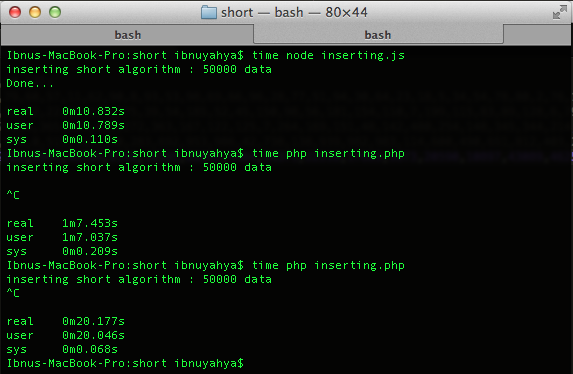 short — bash — 80×44
bash bash
Ibnus-MacBook-Pro:short ibnuyahya$ time node inserting.js
inserting short algorithm : 50000 data
Done...
real 0m10.832s
user 0m10.789s
sys 0m0.110s
Ibnus-MacBook-Pro:short ibnuyahya$ time php inserting.php
inserting short algorithm : 50000 data
^C
real 1m7.453s
user 1m7.037s
sys 0m0.209s
Ibnus-MacBook-Pro:short ibnuyahya$ time php inserting.php
inserting short algorithm : 50000 data
^C
real 0m20.177s
user 0m20.046s
sys 0m0.068s
Ibnus-MacBook-Pro:short ibnuyahya$